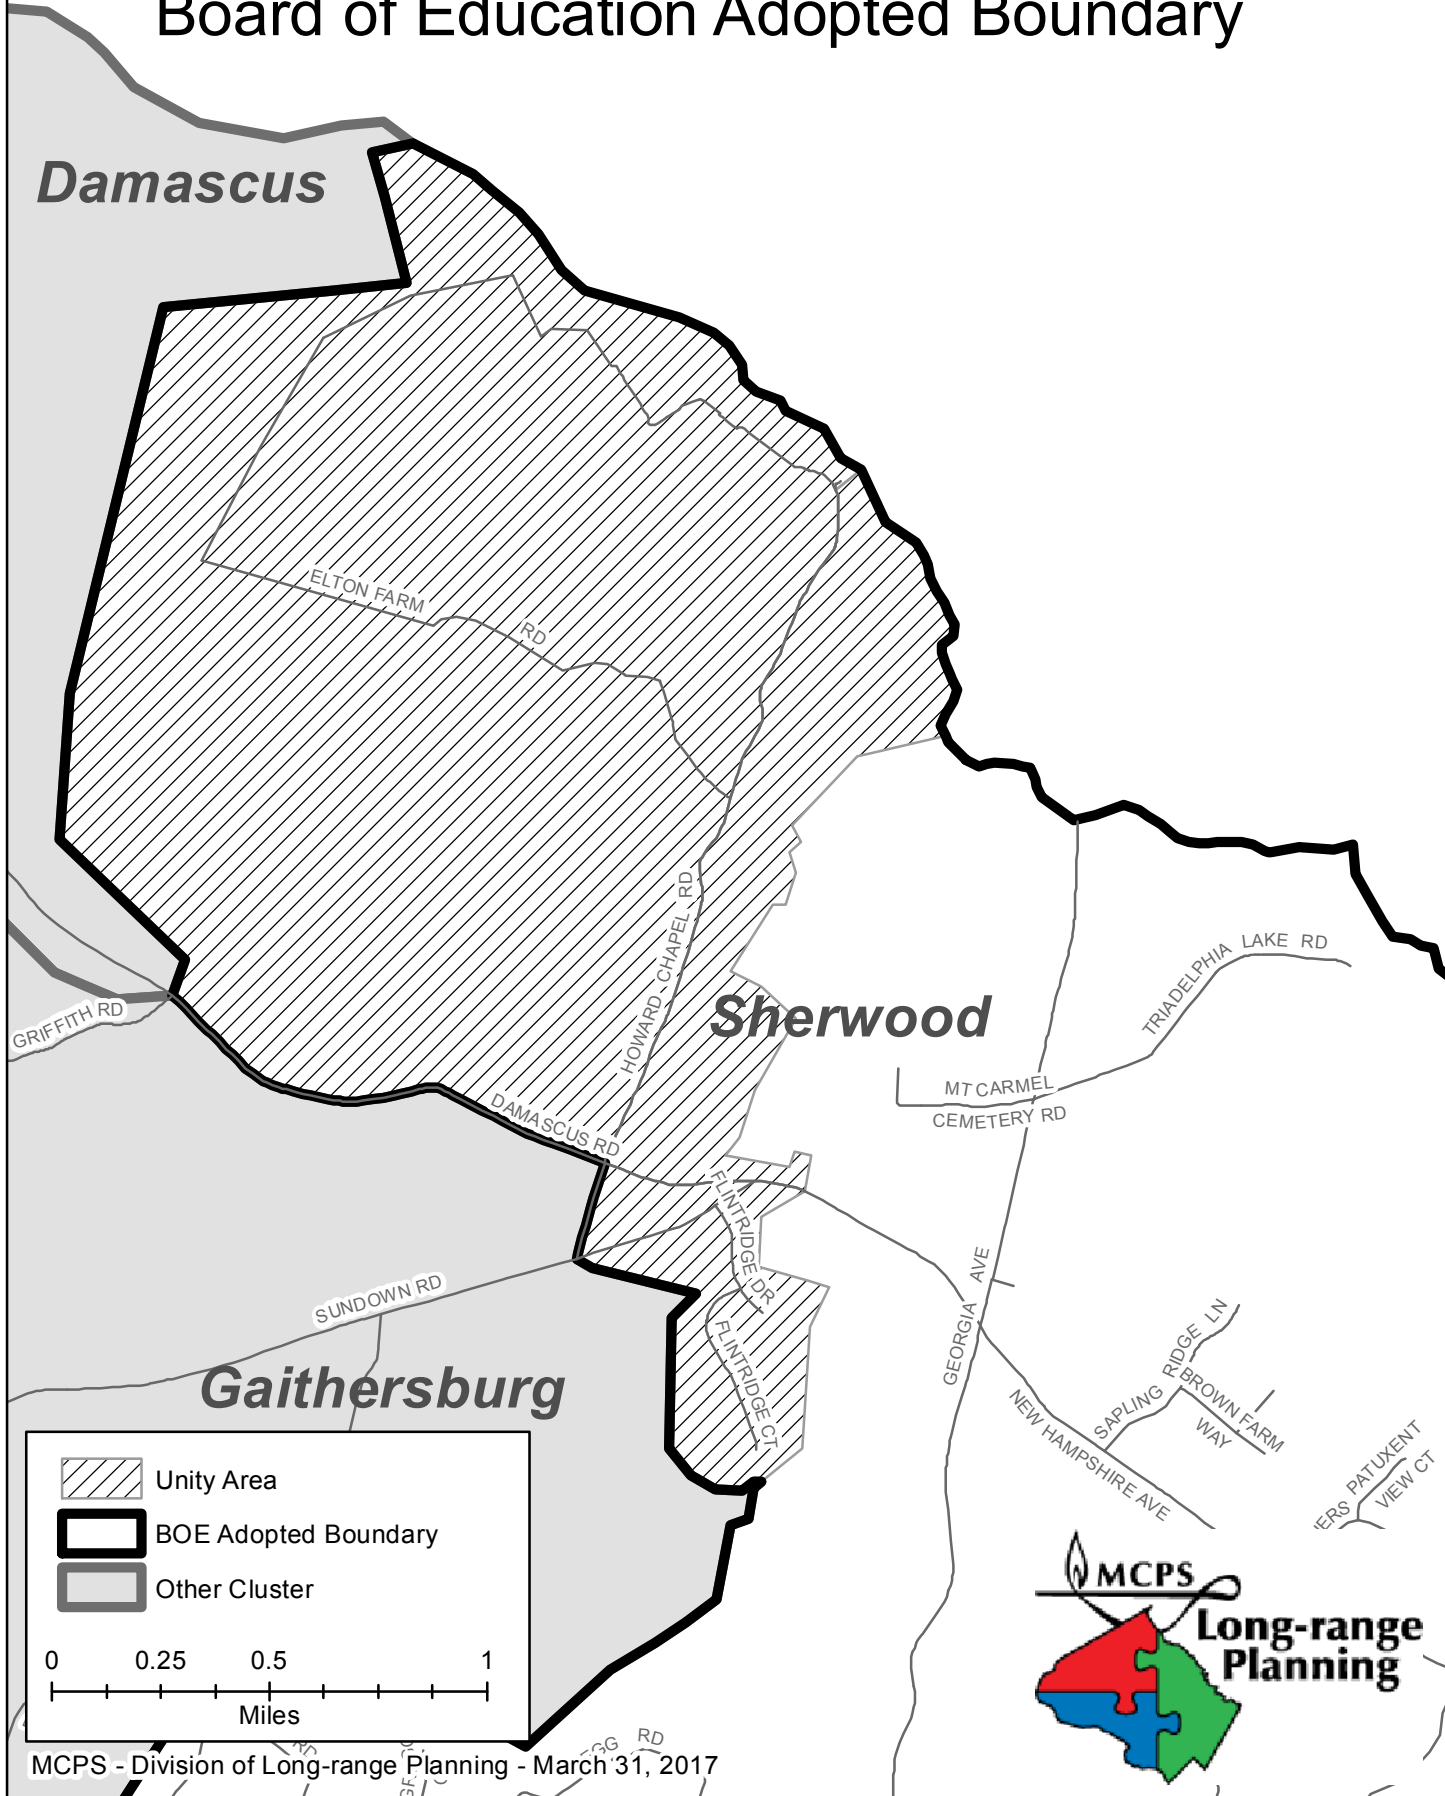 Board of Education Adopted Boundary
Damascus
ELTON FARM
RD
HOWARD CHAPEL RD
TRIADELPHIA LAKE RD
GRIFFITH RD
Sherwood
MT CARMEL
CEMETERY RD
DAMASCUS RD
FLINTRIDGE DR
GEORGIA AVE
SUNDOWN RD
FLINTRIDGE CT
SAPLING RIDGE LN
BROWN FARM
WAY
NEW HAMPSHIRE AVE
Gaithersburg
PATUXENT
VIEW CT
Unity Area
BOE Adopted Boundary
Other Cluster
0 0.25 0.5 1
Miles
MCPS
Long-range
Planning
RD
RD
MCPS - Division of Long-range Planning - March 31, 2017